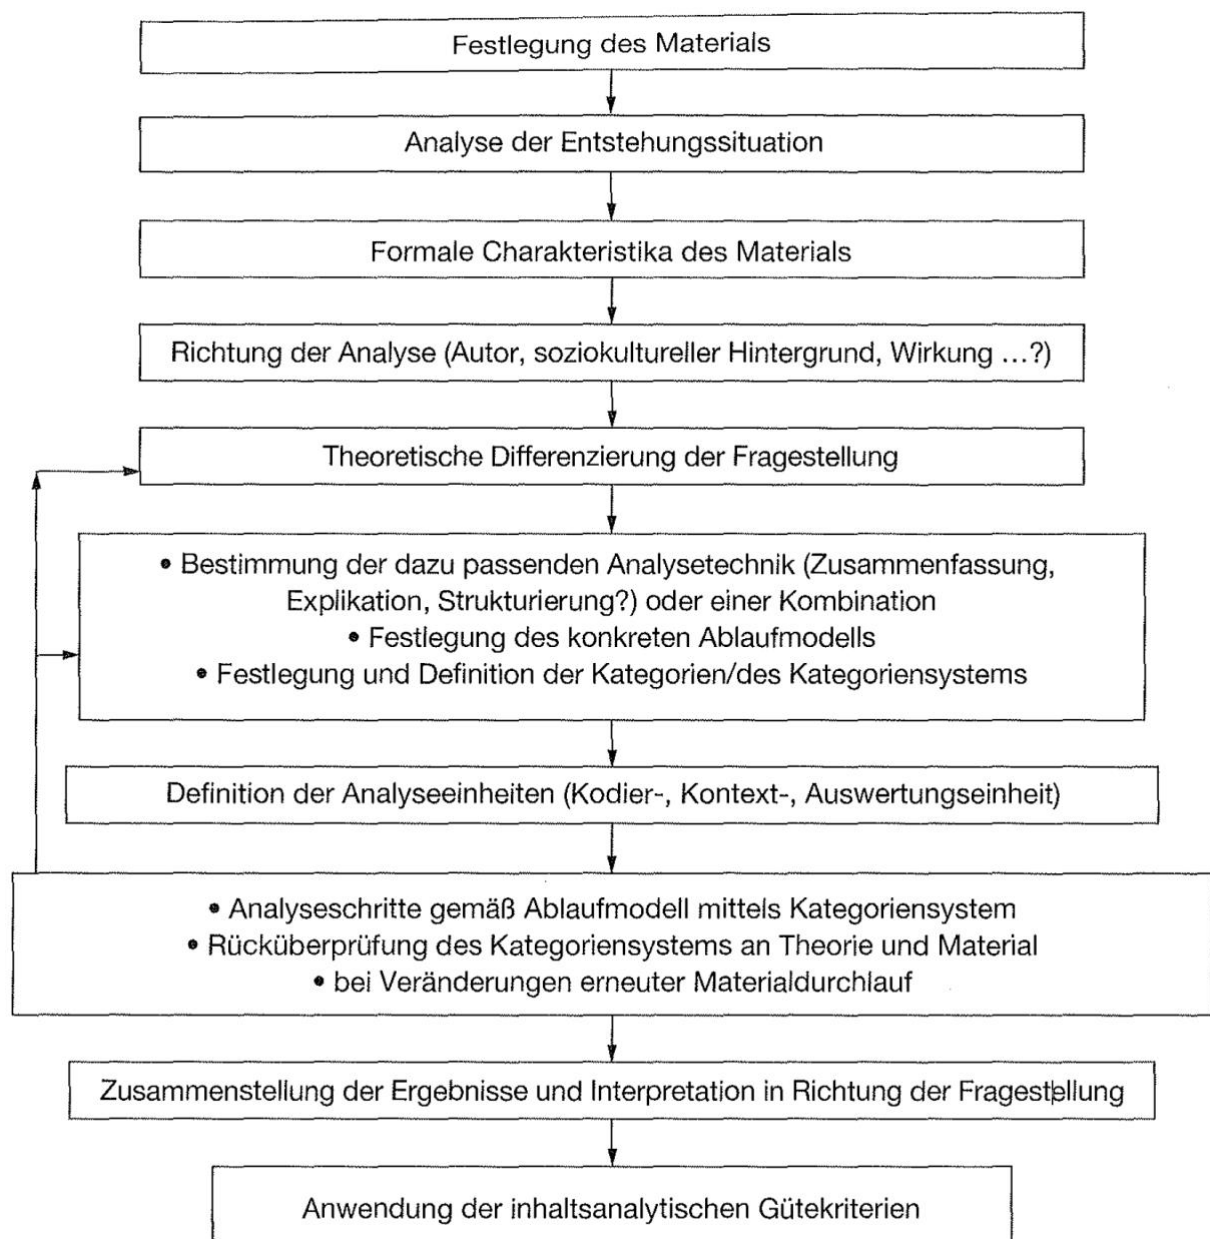 Festlegung des Materials
Analyse der Entstehungssituation
Formale Charakteristika des Materials
Richtung der Analyse (Autor, soziokultureller Hintergrund, Wirkung …?)
Theoretische Differenzierung der Fragestellung
• Bestimmung der dazu passenden Analysetechnik (Zusammenfassung,
Explikation, Strukturierung?) oder einer Kombination
• Festlegung des konkreten Ablaufmodells
• Festlegung und Definition der Kategorien/des Kategoriensystems
Definition der Analyseeinheiten (Kodier-, Kontext-, Auswertungseinheit)
• Analyseschritte gemäß Ablaufmodell mittels Kategoriensystem
• Rücküberprüfung des Kategoriensystems an Theorie und Material
• bei Veränderungen erneuter Materialdurchlauf
Zusammenstellung der Ergebnisse und Interpretation in Richtung der Fragestellung
Anwendung der inhaltsanalytischen Gütekriterien